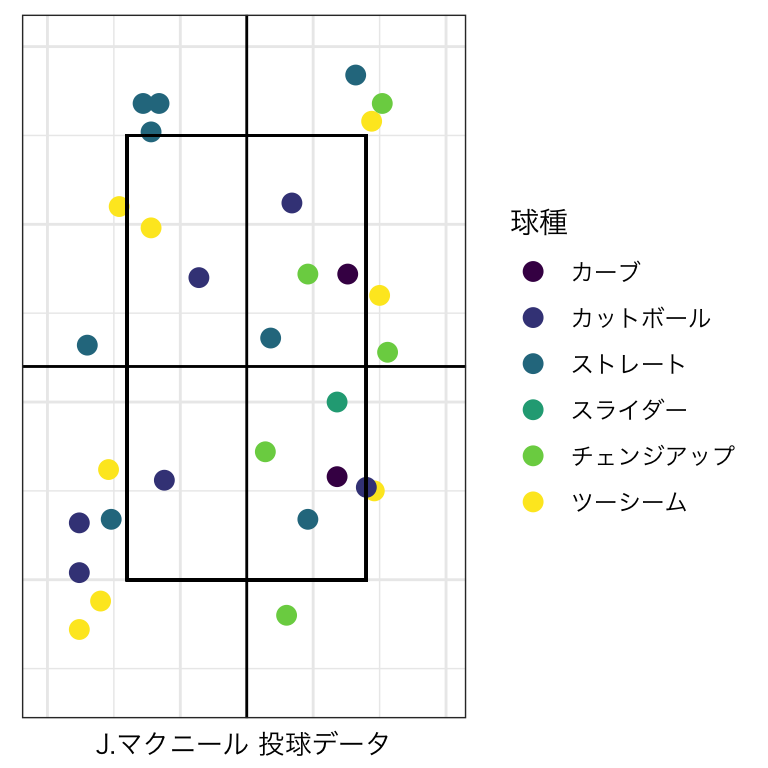 球種
カーブ
カットボール
ストレート
スライダー
チェンジアップ
ツーシーム
J.マクニール 投球データ